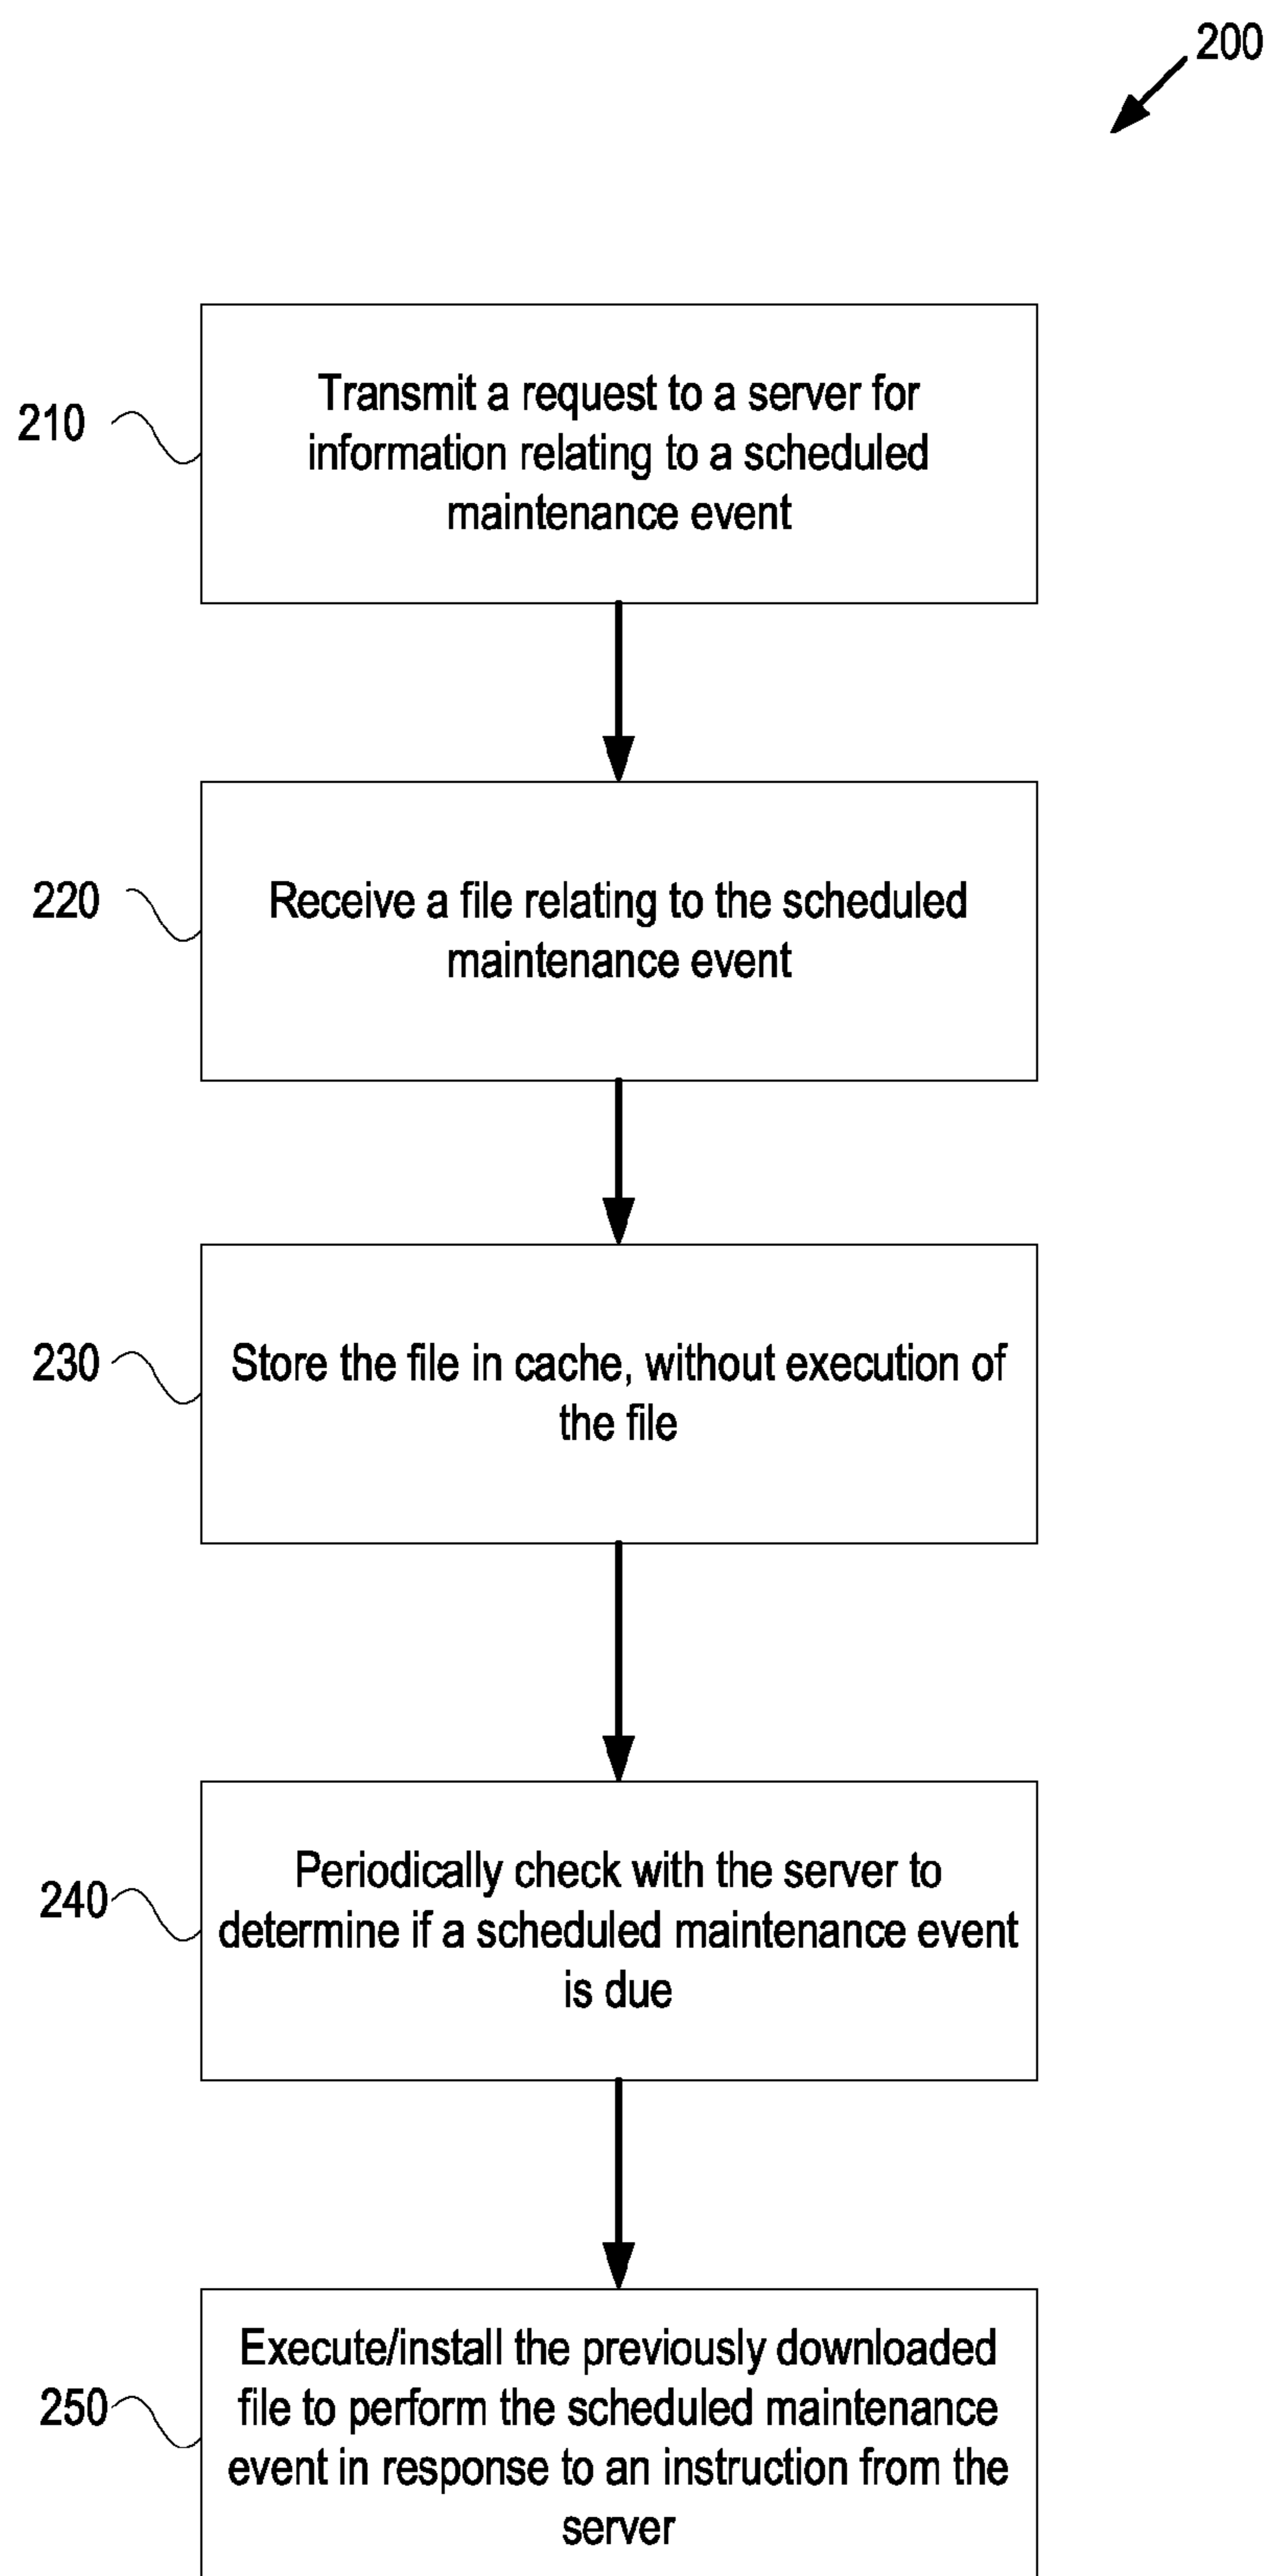 200
210
Transmit a request to a server for
information relating to a scheduled
maintenance event
220
Receive a file relating to the scheduled
maintenance event
230
Store the file in cache, without execution of
the file
240
Periodically check with the server to
determine if a scheduled maintenance event
is due
250
Execute/install the previously downloaded
file to perform the scheduled maintenance
event in response to an instruction from the
server